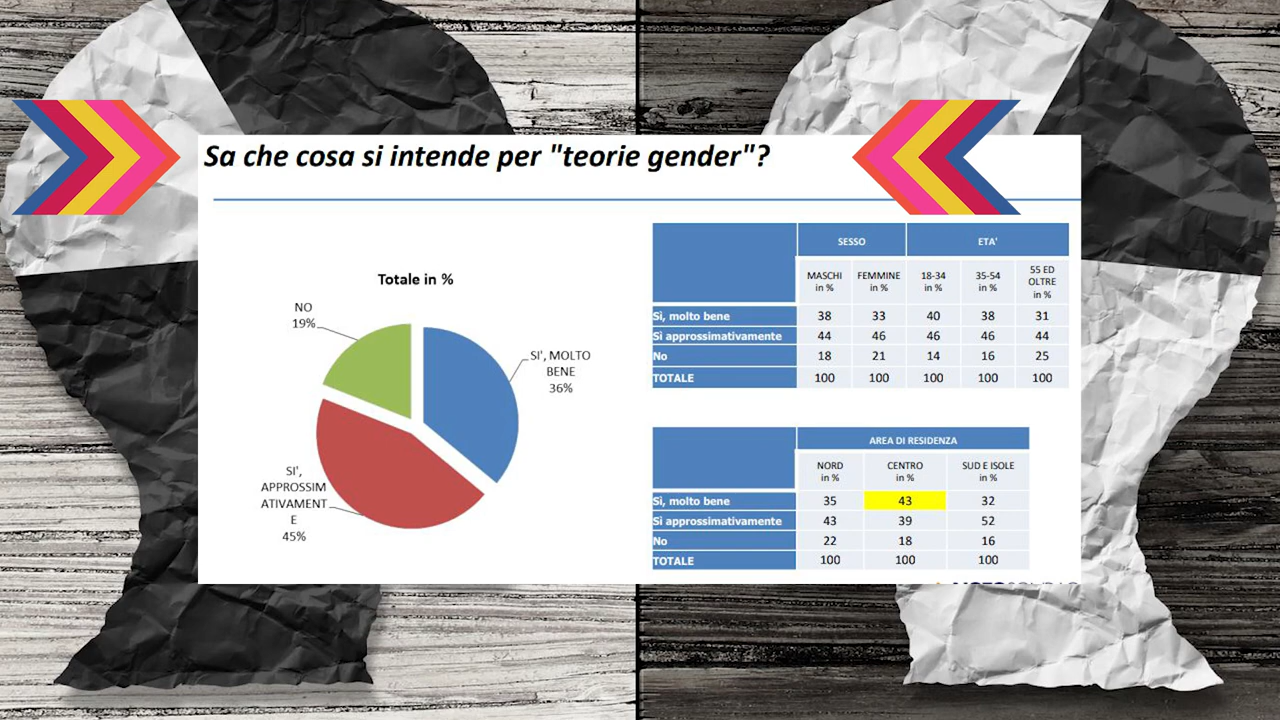 Sa che cosa si intende per "teorie gender"?
Totale in %
NO
19%
SI', MOLTO
BENE
36%
SI',
APPROSSIM
ATIVAMENT
E
45%
SESSO ETA'
MASCHI in % FEMMINE in % 18-34 in % 35-54 in % 55 ED OLTRE in %
Sì, molto bene 38 33 40 38 31
Sì approssimativamente 44 46 46 46 44
No 18 21 14 16 25
TOTALE 100 100 100 100 100
AREA DI RESIDENZA
NORD in % CENTRO in % SUD E ISOLE in %
Sì, molto bene 35 43 32
Sì approssimativamente 43 39 52
No 22 18 16
TOTALE 100 100 100